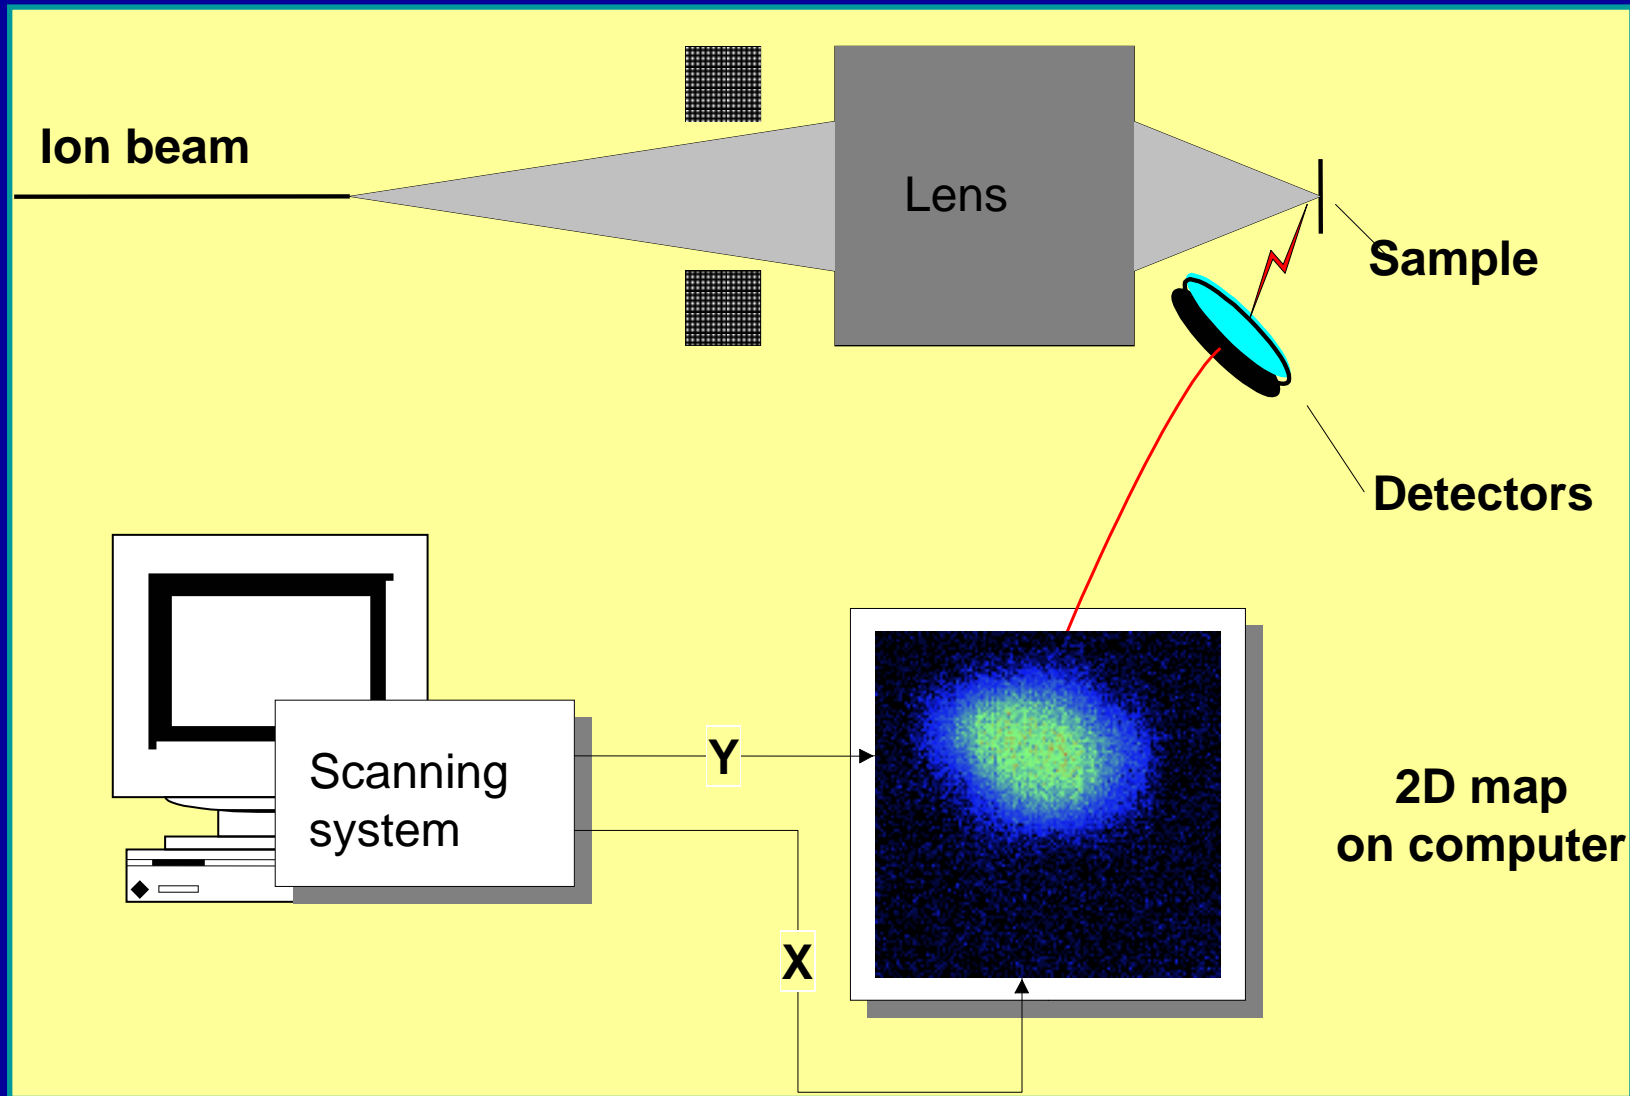 Ion beam
Lens
Sample
Detectors
Scanning
system
Y
X
2D map
on computer